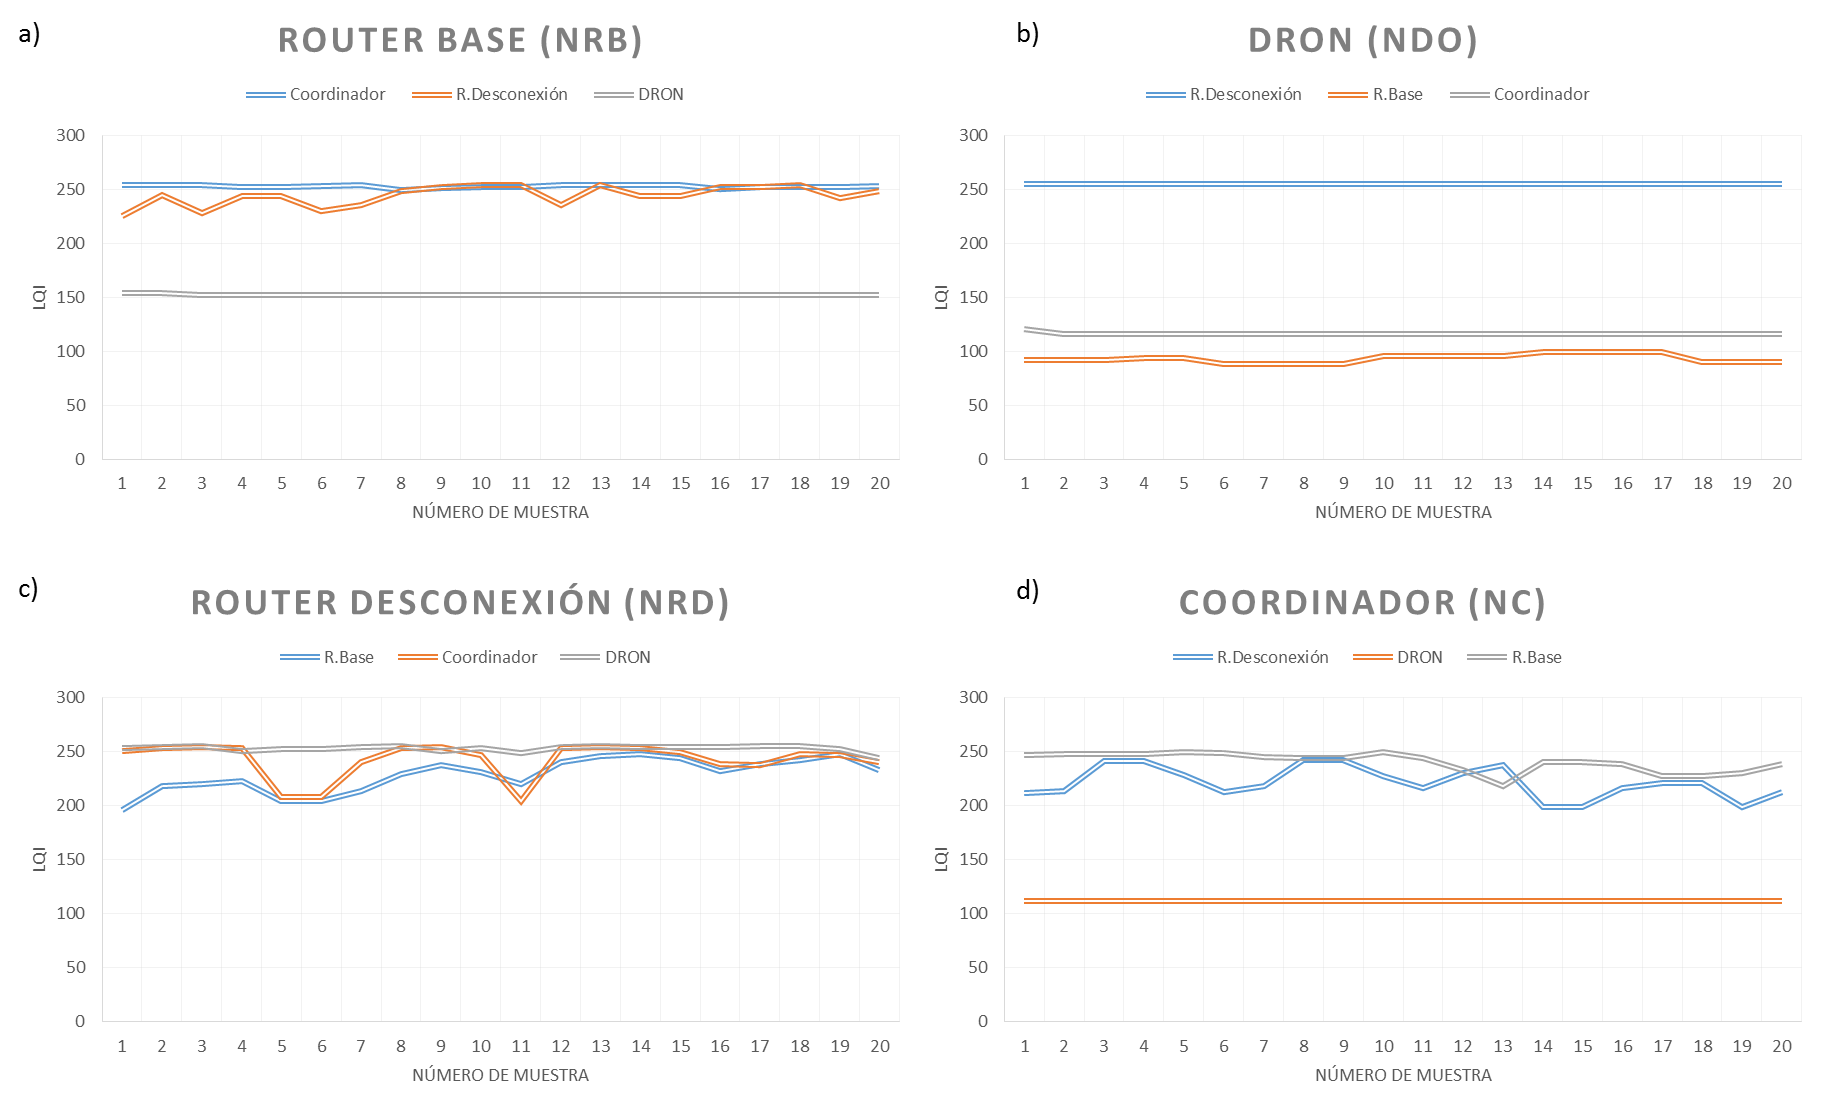 a)
ROUTER BASE (NRB)
Coordinador R.Desconexión DRON
300
250
200
150
100
50
0
LQI
1 2 3 4 5 6 7 8 9 10 11 12 13 14 15 16 17 18 19 20
NÚMERO DE MUESTRA
b)
DRON (NDO)
R.Desconexión R.Base Coordinador
300
250
200
150
100
50
0
LQI
1 2 3 4 5 6 7 8 9 10 11 12 13 14 15 16 17 18 19 20
NÚMERO DE MUESTRA
c)
ROUTER DESCONEXIÓN (NRD)
R.Base Coordinador DRON
300
250
200
150
100
50
0
LQI
1 2 3 4 5 6 7 8 9 10 11 12 13 14 15 16 17 18 19 20
NÚMERO DE MUESTRA
d)
COORDINADOR (NC)
R.Desconexión DRON R.Base
300
250
200
150
100
50
0
LQI
1 2 3 4 5 6 7 8 9 10 11 12 13 14 15 16 17 18 19 20
NÚMERO DE MUESTRA